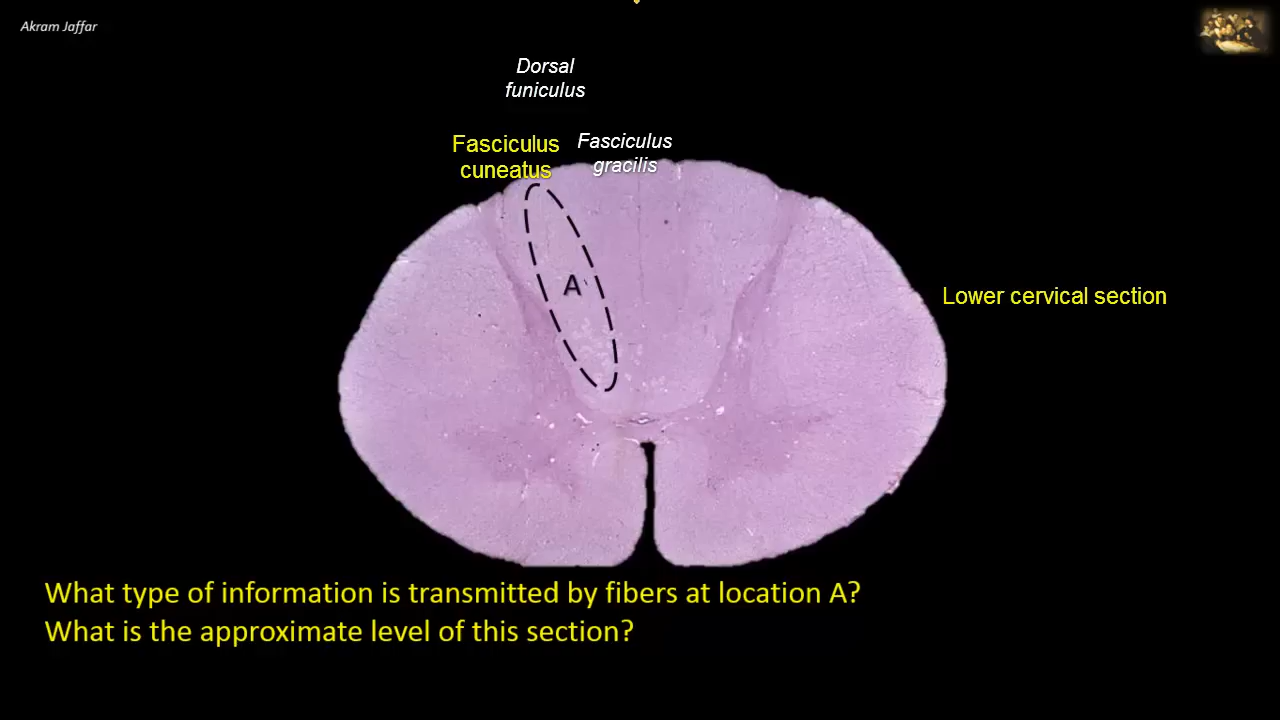 Akram Jaffar
Dorsal
funiculus
Fasciculus
cuneatus
Fasciculus
gracilis
A
Lower cervical section
What type of information is transmitted by fibers at location A?
What is the approximate level of this section?